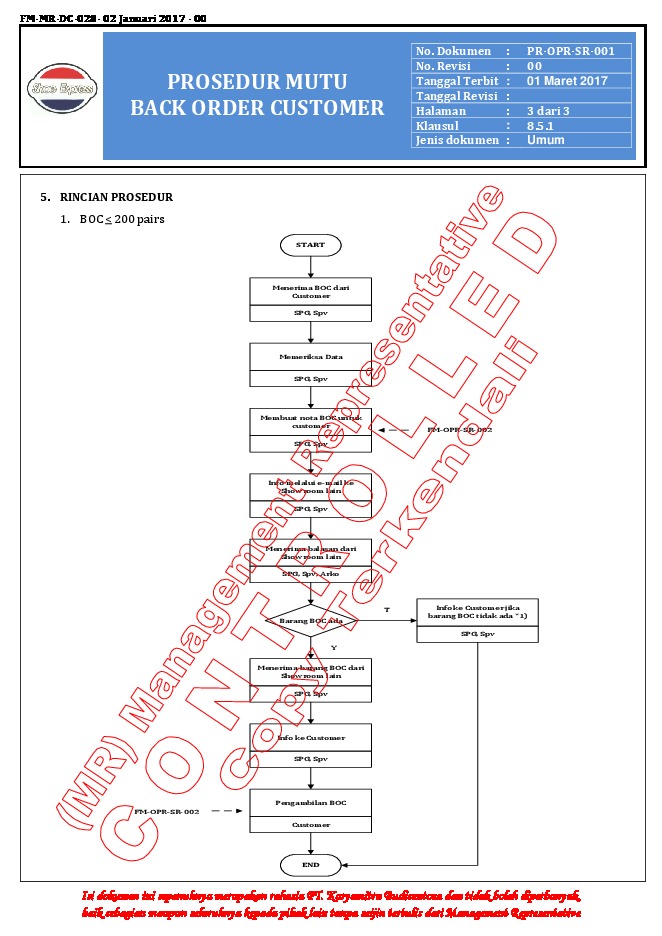 FM-MR-DC-028- 02 Januari 2017 - 00
Shoe Express
PROSEDUR MUTU
BACK ORDER CUSTOMER
No. Dokumen : PR-OPR-SR-001
No. Revisi : 00
Tanggal Terbit : 01 Maret 2017
Tanggal Revisi :
Halaman : 3 dari 3
Klausul : 8.5.1
Jenis dokumen : Umum
5. RINCIAN PROSEDUR
1. BOC ≤ 200 pairs
START
Menerima BOC dari
Customer
SPG, Spv
Memeriksa Data
SPG, Spv
Membuat nota BOC untuk
customer
SPG, Spv
FM-OPR-SR-002
Info melalui e-mail ke
Showroom lain
SPG, Spv
Menerima balasan dari
Showroom lain
SPG, Spv, Arko
Barang BOC ada
T
Info ke Customer jika
barang BOC tidak ada *1)
SPG, Spv
Y
Menerima barang BOC dari
Showroom lain
SPG, Spv
Info ke Customer
SPG, Spv
Pengambilan BOC
Customer
FM-OPR-SR-002
END
(MR) Management Representative
CONTROLLED
Copy Terkendali
Isi dokumen ini sepenuhnya merupakan rahasia PT. Karyamitra Budisentosa dan tidak boleh diperbanyak,
baik sebagian maupun seluruhnya kepada pihak lain tanpa seijin tertulis dari Management Representative